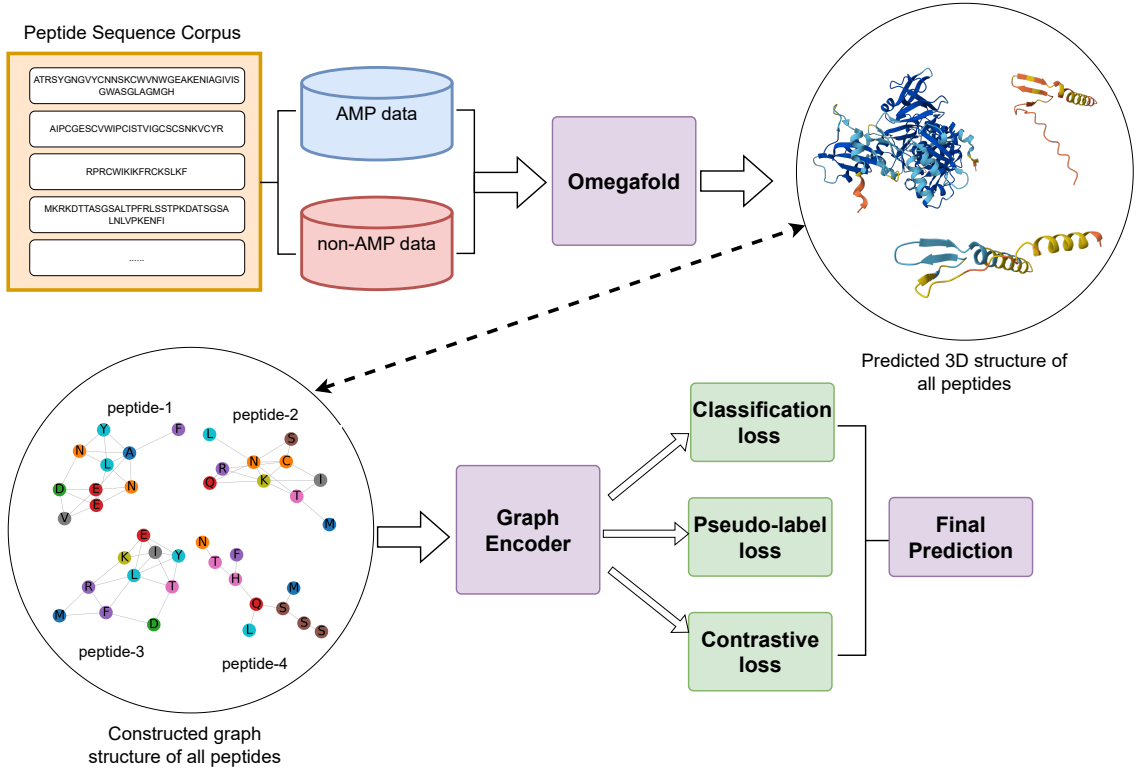 Peptide Sequence Corpus
ATRSYGNGVYCNNSKCWVNWGEAKENIAGIVIS
GWASGLAGMGH
AIPCGESCVWIPCISTVIGCSCSNKVCYR
RPRCWIKIKFRCKSLKF
MKRKDTTASGSALTPFRLSSTPKDATSGSA
LNLVPKENFi
......
AMP data
non-AMP data
Omegafold
Predicted 3D structure of
all peptides
peptide-1
Y
F
N
A
L
D
E
N
E
V
peptide-2
L
S
R
N
C
Q
K
I
T
M
E
K
I
Y
L
R
T
M
F
D
peptide-3
N
T
F
H
M
Q
S
S
L
S
peptide-4
Constructed graph
structure of all peptides
Graph
Encoder
Classification
loss
Pseudo-label
loss
Contrastive
loss
Final
Prediction